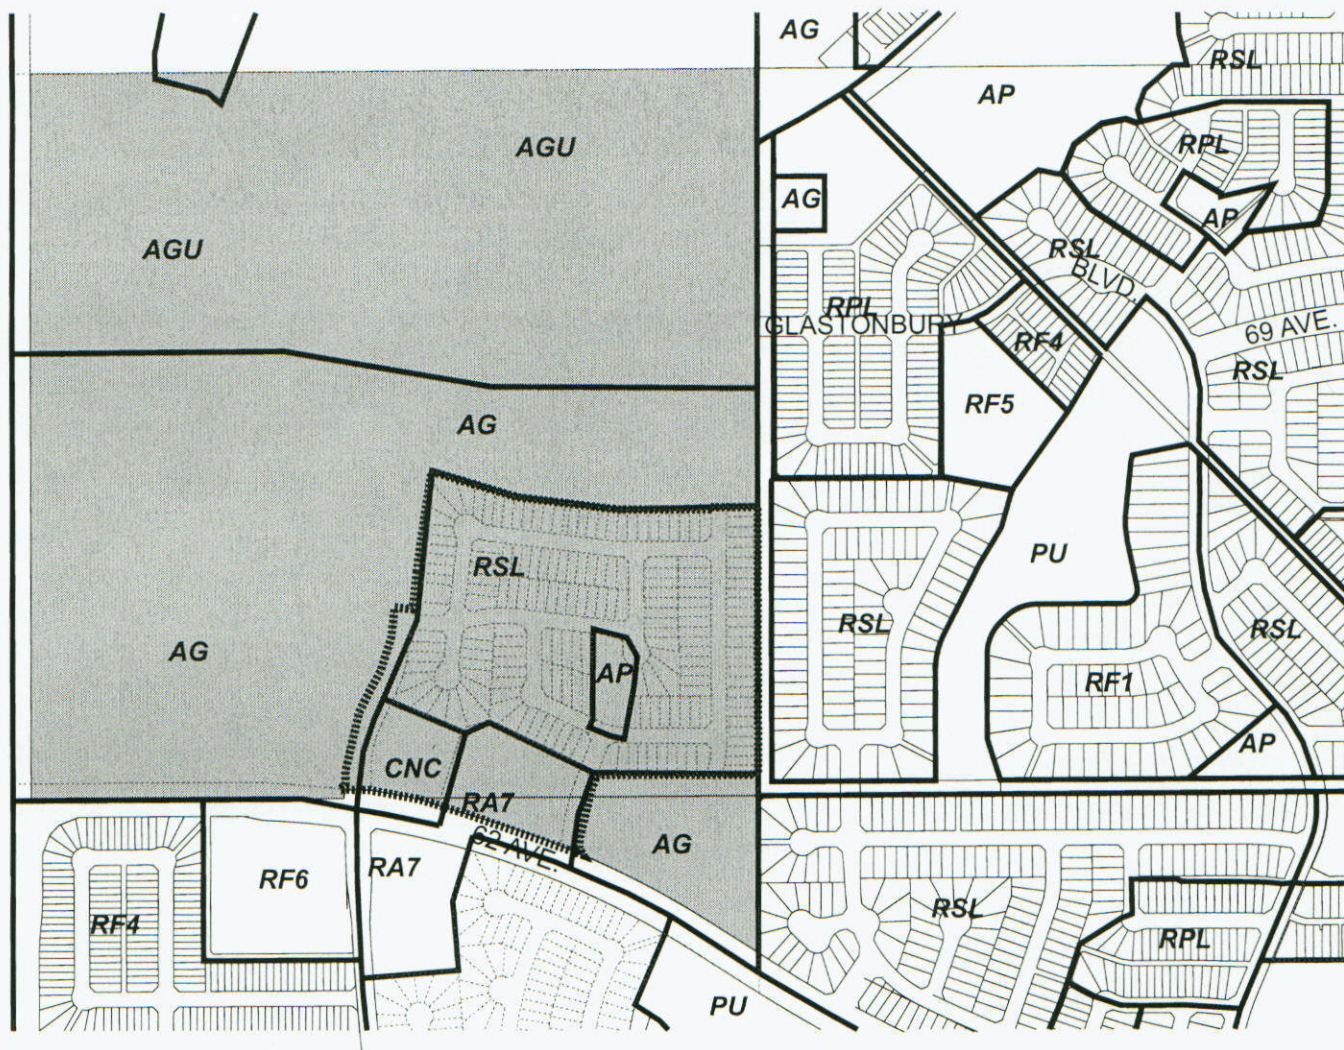 AG
RSL
AP
AGU
RPL
AG
AP
AGU
RSL
BLVD.
RPL
GLASTONBURY
69 AVE.
RF4
RSL
RF5
AG
PU
RSL
RSL
RSL
AG
AP
RF1
AP
CNC
RA7
62 AVE.
AG
RA7
RF6
RF4
RSL
RPL
PU